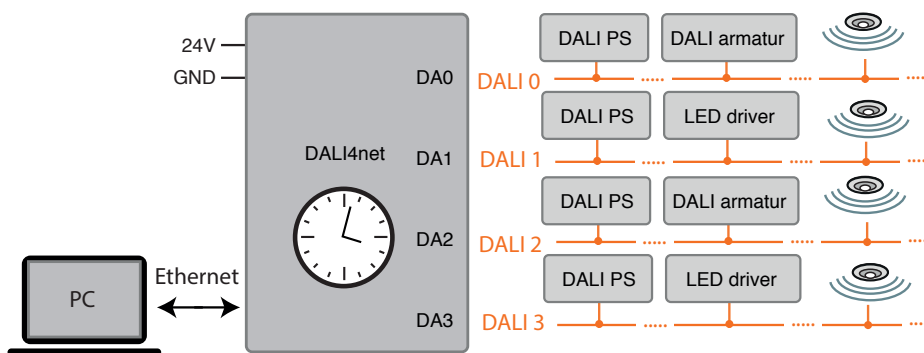 24V
GND
DALI4net
DA0
DA1
DA2
DA3
Ethernet
PC
DALI 0
DALI PS
DALI armatur
DALI 1
DALI PS
LED driver
DALI 2
DALI PS
DALI armatur
DALI 3
DALI PS
LED driver